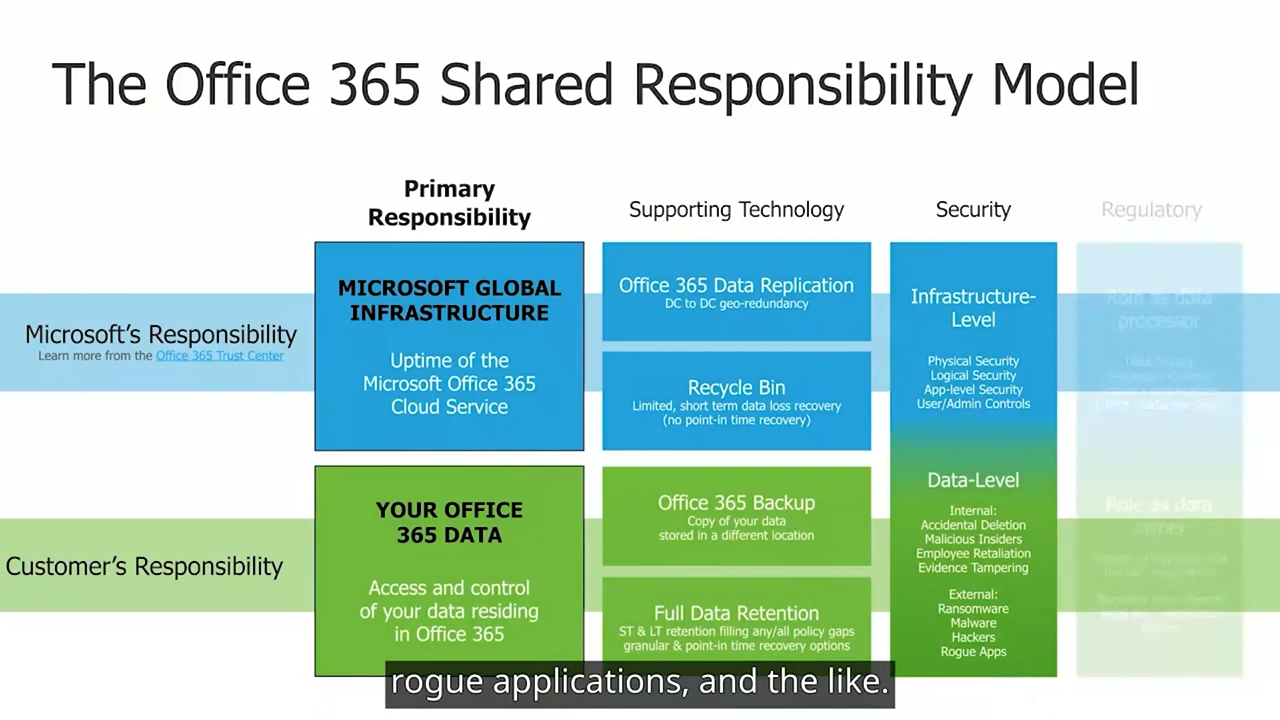 The Office 365 Shared Responsibility Model
Primary
Responsibility
Supporting Technology
Security
Regulatory
Microsoft's Responsibility
Learn more from the Office 365 Trust Center
MICROSOFT GLOBAL
INFRASTRUCTURE
Uptime of the
Microsoft Office 365
Cloud Service
Office 365 Data Replication
DC to DC geo-redundancy
Recycle Bin
Limited, short term data loss recovery
(no point-in time recovery)
Infrastructure-
Level
Physical Security
Logical Security
App-level Security
User/Admin Controls
Role as data
processor
Customer's Responsibility
YOUR OFFICE
365 DATA
Access and control
of your data residing
in Office 365
Office 365 Backup
Copy of your data
stored in a different location
Full Data Retention
ST & LT retention filling any/all policy gaps
granular & point-in time recovery options
Data-Level
Internal:
Accidental Deletion
Malicious Insiders
Employee Retaliation
Evidence Tampering
External:
Ransomware
Malware
Hackers
Rogue Apps
Role as data
rogue applications, and the like.